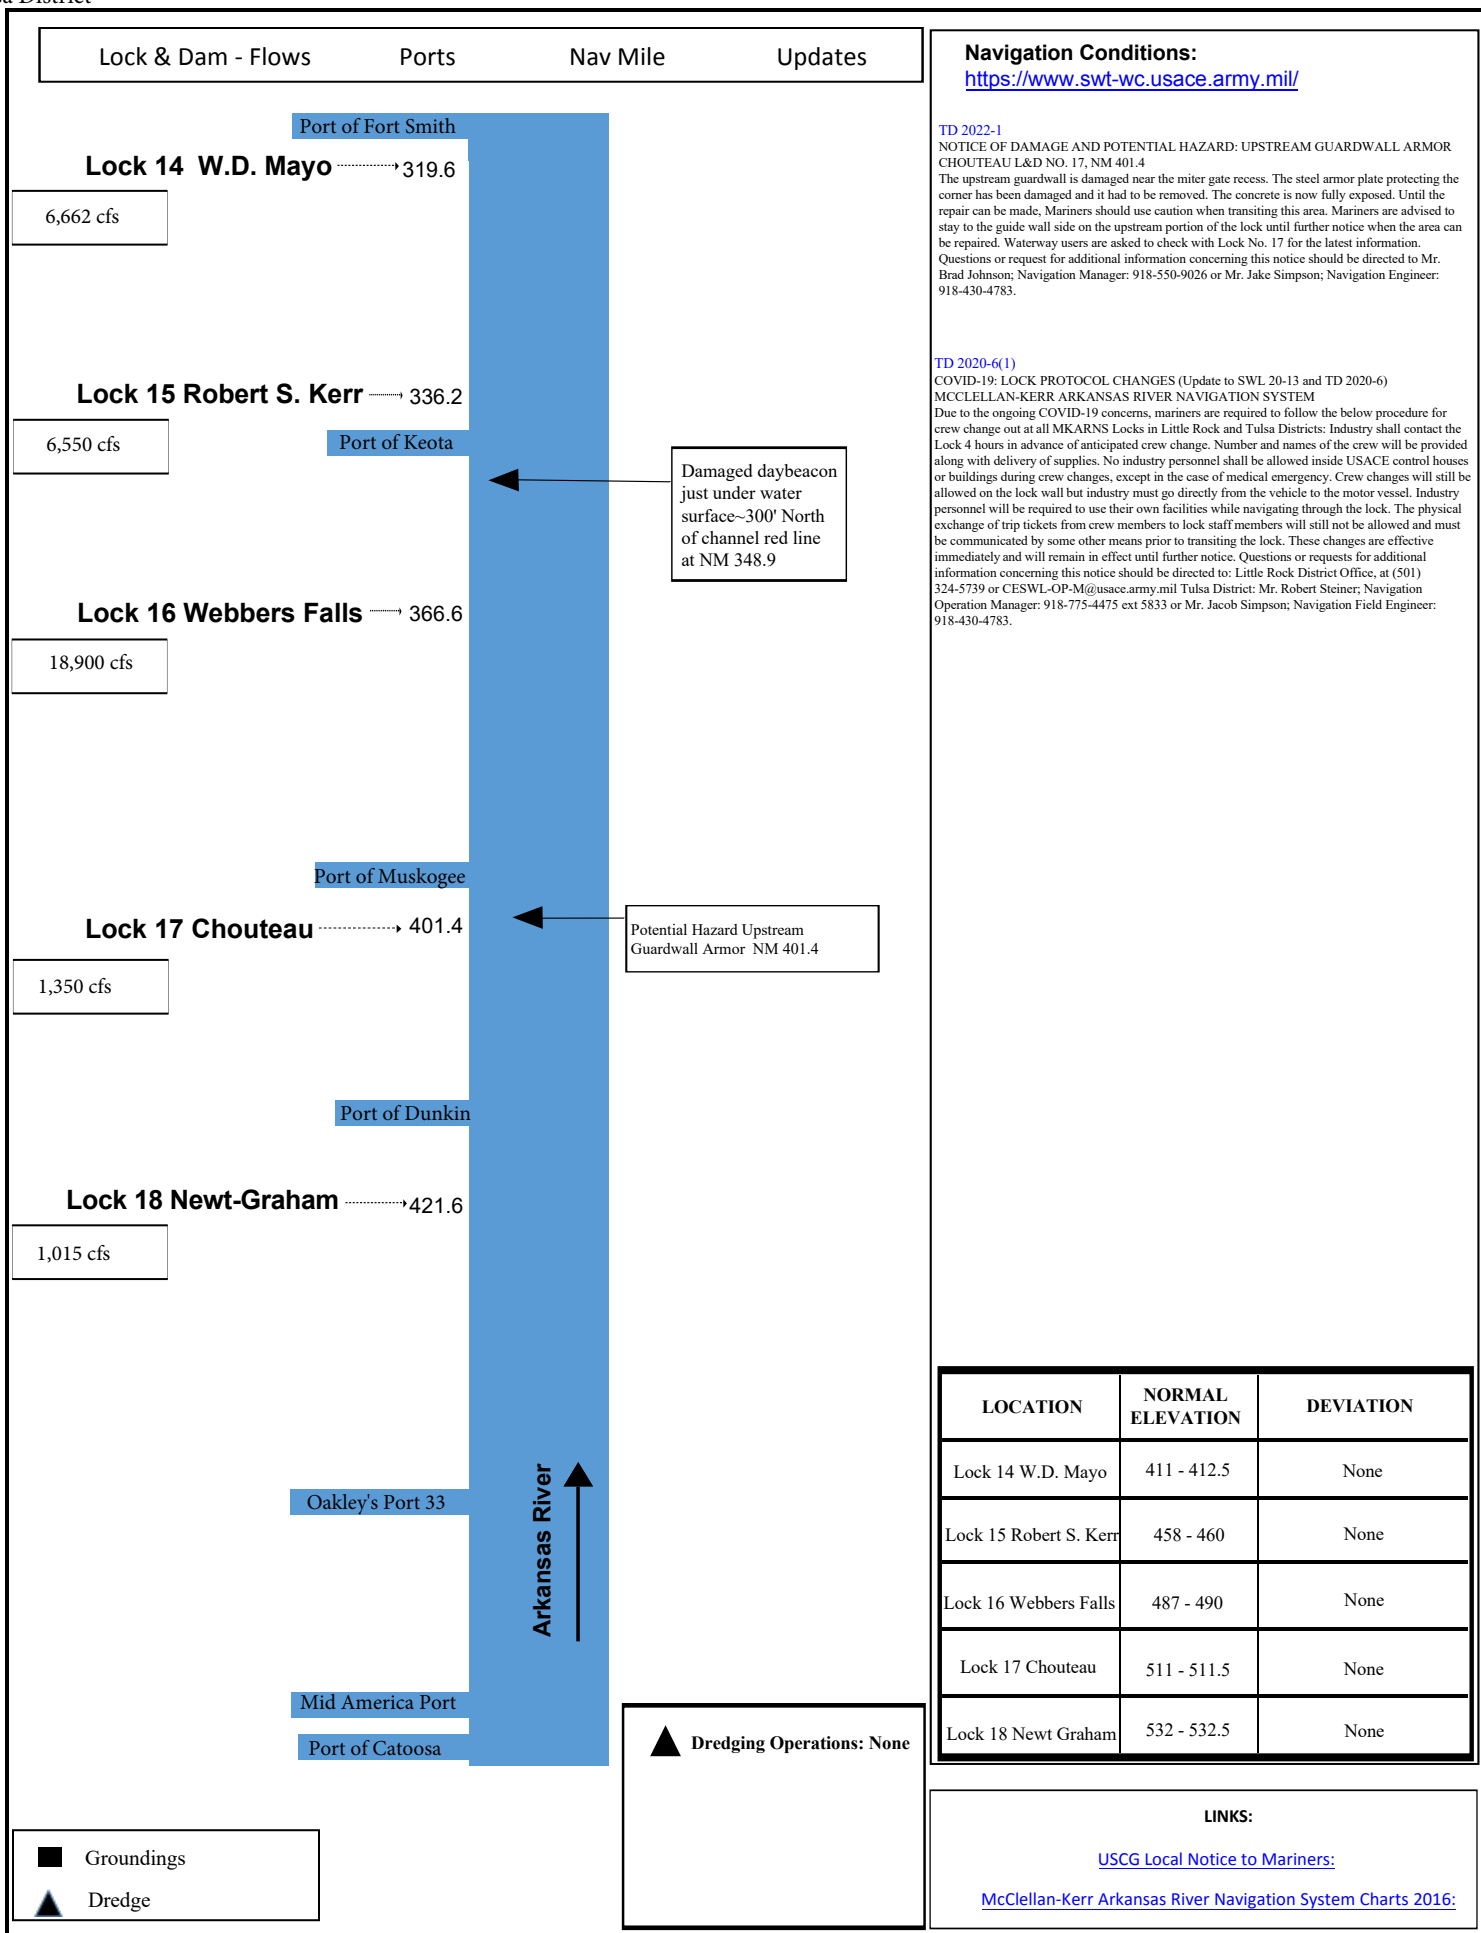 sa District
Lock & Dam - Flows Ports Nav Mile Updates
Port of Fort Smith
Lock 14 W.D. Mayo 319.6
6,662 cfs
Lock 15 Robert S. Kerr 336.2
6,550 cfs
Port of Keota
Damaged daybeacon
just under water
surface~300' North
of channel red line
at NM 348.9
Lock 16 Webbers Falls 366.6
18,900 cfs
Port of Muskogee
Lock 17 Chouteau 401.4
Potential Hazard Upstream
Guardwall Armor NM 401.4
1,350 cfs
Port of Dunkin
Lock 18 Newt-Graham 421.6
1,015 cfs
Oakley's Port 33
Arkansas River
Mid America Port
Port of Catoosa
Dredging Operations: None
Groundings
Dredge
Navigation Conditions:
https://www.swt-wc.usace.army.mil/
TD 2022-1
NOTICE OF DAMAGE AND POTENTIAL HAZARD: UPSTREAM GUARDWALL ARMOR
CHOUTEAU L&D NO. 17, NM 401.4
The upstream guardwall is damaged near the miter gate recess. The steel armor plate protecting the
corner has been damaged and it had to be removed. The concrete is now fully exposed. Until the
repair can be made, Mariners should use caution when transiting this area. Mariners are advised to
stay to the guide wall side on the upstream portion of the lock until further notice when the area can
be repaired. Waterway users are asked to check with Lock No. 17 for the latest information.
Questions or request for additional information concerning this notice should be directed to Mr.
Brad Johnson; Navigation Manager: 918-550-9026 or Mr. Jake Simpson; Navigation Engineer:
918-430-4783.
TD 2020-6(1)
COVID-19: LOCK PROTOCOL CHANGES (Update to SWL 20-13 and TD 2020-6)
MCCLELLAN-KERR ARKANSAS RIVER NAVIGATION SYSTEM
Due to the ongoing COVID-19 concerns, mariners are required to follow the below procedure for
crew change out at all MKARNS Locks in Little Rock and Tulsa Districts: Industry shall contact the
Lock 4 hours in advance of anticipated crew change. Number and names of the crew will be provided
along with delivery of supplies. No industry personnel shall be allowed inside USACE control houses
or buildings during crew changes, except in the case of medical emergency. Crew changes will still be
allowed on the lock wall but industry must go directly from the vehicle to the motor vessel. Industry
personnel will be required to use their own facilities while navigating through the lock. The physical
exchange of trip tickets from crew members to lock staff members will still not be allowed and must
be communicated by some other means prior to transiting the lock. These changes are effective
immediately and will remain in effect until further notice. Questions or requests for additional
information concerning this notice should be directed to: Little Rock District Office, at (501)
324-5739 or CESWL-OP-M@usace.army.mil Tulsa District: Mr. Robert Steiner; Navigation
Operation Manager: 918-775-4475 ext 5833 or Mr. Jacob Simpson; Navigation Field Engineer:
918-430-4783.
LOCATION NORMAL ELEVATION DEVIATION
Lock 14 W.D. Mayo 411 - 412.5 None
Lock 15 Robert S. Kerr 458 - 460 None
Lock 16 Webbers Falls 487 - 490 None
Lock 17 Chouteau 511 - 511.5 None
Lock 18 Newt Graham 532 - 532.5 None
LINKS:
USCG Local Notice to Mariners:
McClellan-Kerr Arkansas River Navigation System Charts 2016: